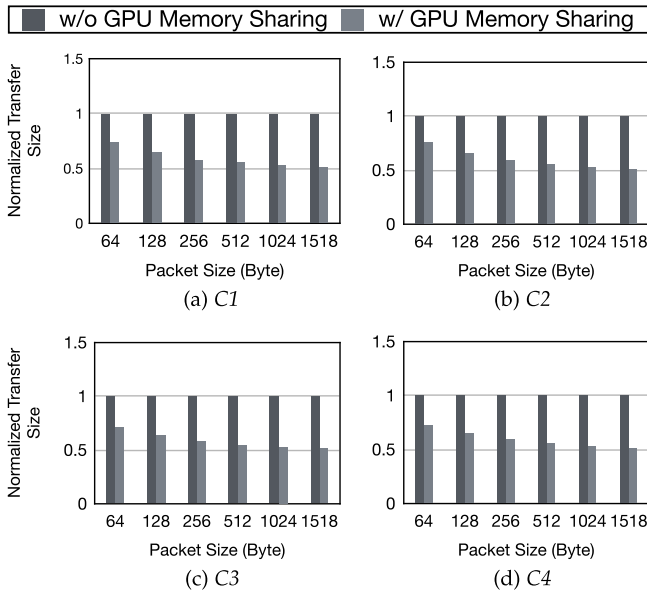 w/o GPU Memory Sharing w/ GPU Memory Sharing
Normalized Transfer
Size
1.5
1
0.5
0
64 128 256 512 1024 1518
Packet Size (Byte)
(a) C1
1.5
1
0.5
0
64 128 256 512 1024 1518
Packet Size (Byte)
(b) C2
Normalized Transfer
Size
1.5
1
0.5
0
64 128 256 512 1024 1518
Packet Size (Byte)
(c) C3
1.5
1
0.5
0
64 128 256 512 1024 1518
Packet Size (Byte)
(d) C4